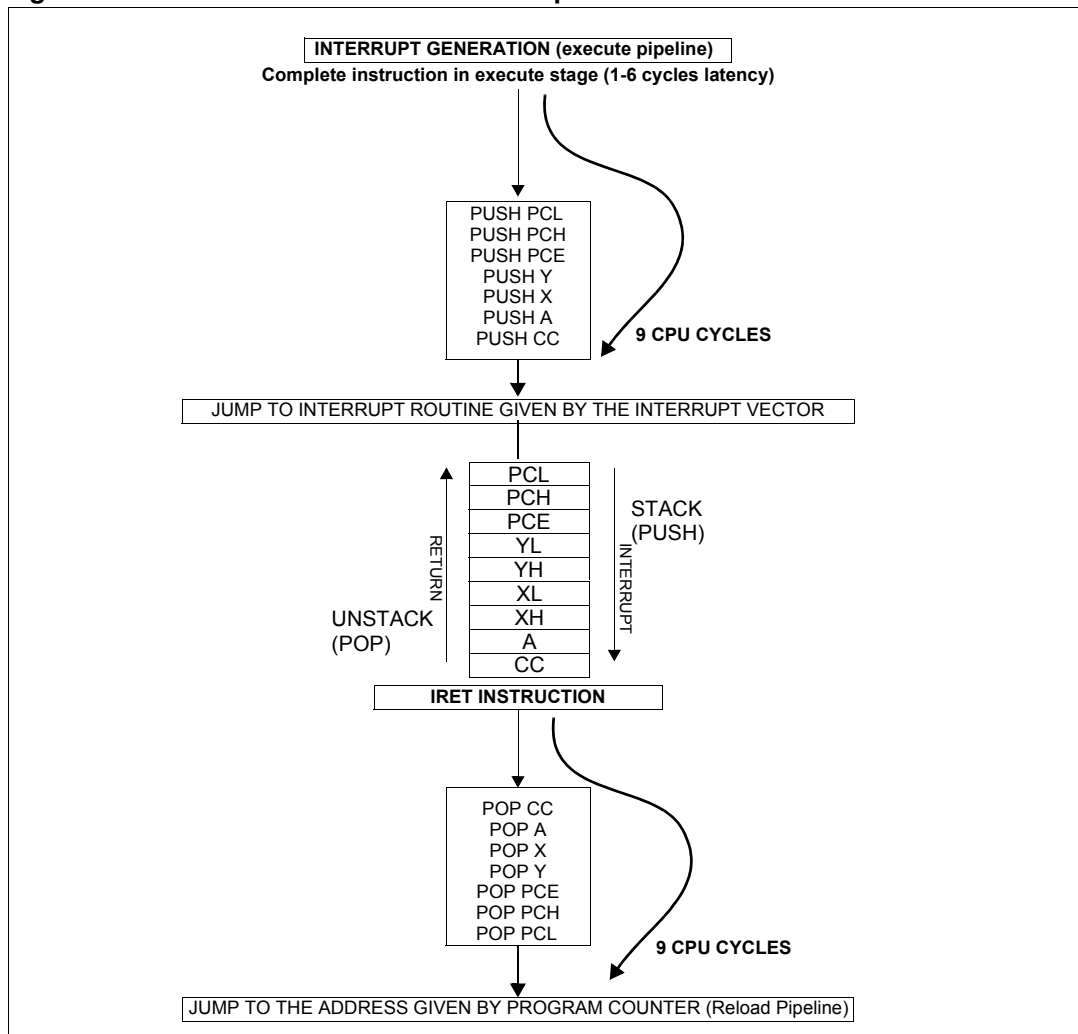 INTERRUPT GENERATION (execute pipeline)
Complete instruction in execute stage (1-6 cycles latency)
PUSH PCL
PUSH PCH
PUSH PCE
PUSH Y
PUSH X
PUSH A
PUSH CC
9 CPU CYCLES
JUMP TO INTERRUPT ROUTINE GIVEN BY THE INTERRUPT VECTOR
PCL
PCH
PCE
YL
YH
XL
XH
A
CC
RETURN
UNSTACK
(POP)
STACK
(PUSH)
INTERRUPT
IRET INSTRUCTION
POP CC
POP A
POP X
POP Y
POP PCE
POP PCH
POP PCL
9 CPU CYCLES
JUMP TO THE ADDRESS GIVEN BY PROGRAM COUNTER (Reload Pipeline)